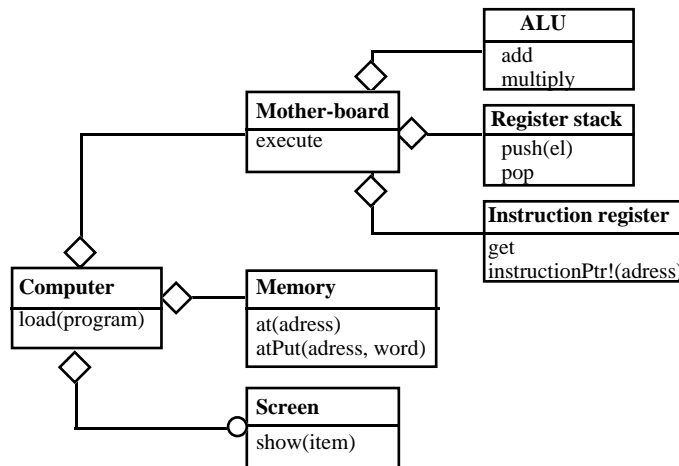 ALU
add
multiply
Mother-board
execute
Register stack
push(el)
pop
Instruction register
get
instructionPtr!(adress)
Computer
load(program)
Memory
at(adress)
atPut(adress, word)
Screen
show(item)